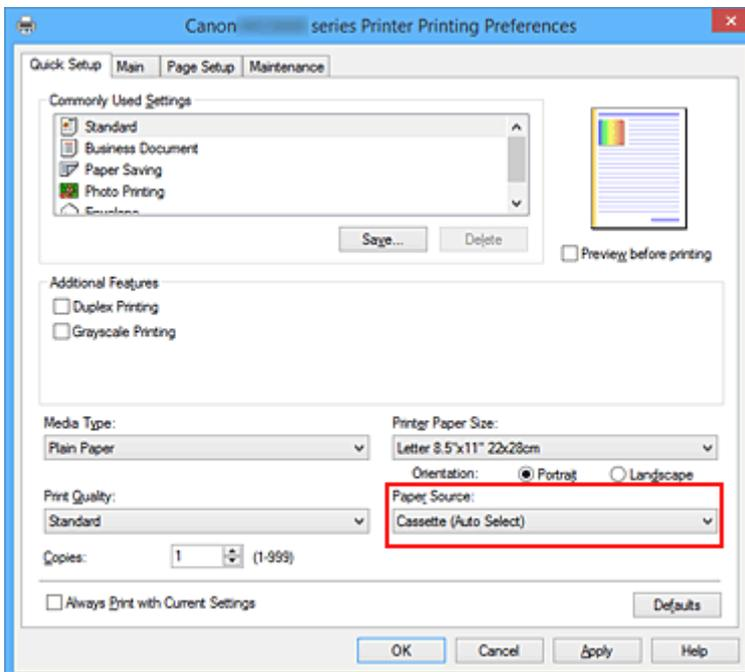 Canon series Printer Printing Preferences
Quick Setup Main Page Setup Maintenance
Commonly Used Settings
Standard
Business Document
Paper Saving
Photo Printing
Envelope
Save... Delete
Preview before printing
Additional Features
Duplex Printing
Grayscale Printing
Media Type: Printer Paper Size:
Plain Paper Letter 8.5"x11" 22x28cm
Orientation: Portrait Landscape
Print Quality: Paper Source:
Standard Cassette (Auto Select)
Copies: 1 (1-999)
Always Print with Current Settings Defaults
OK Cancel Apply Help